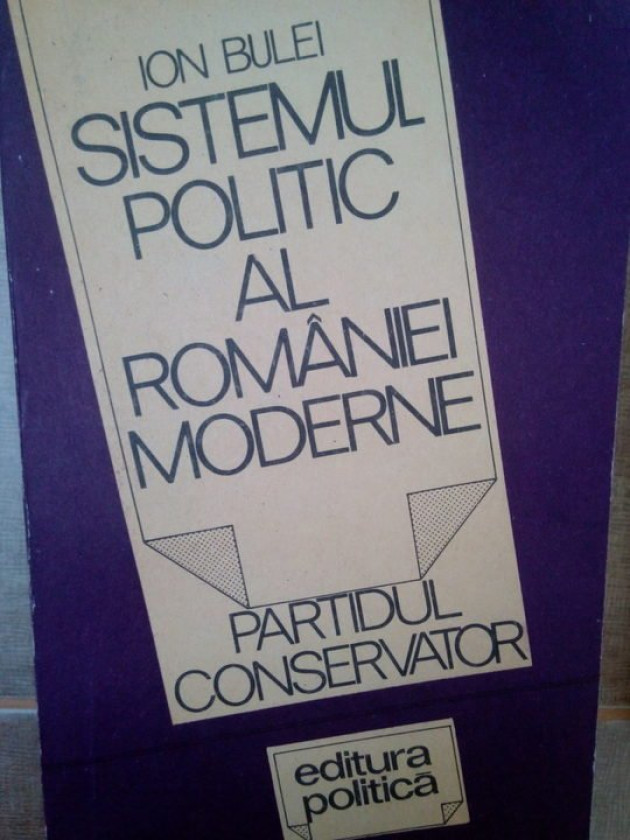 ION BULEI
SISTEMUL
POLITIC
AL
ROMÂNIEI
MODERNE
PARTIDUL
CONSERVATOR
editura
politică